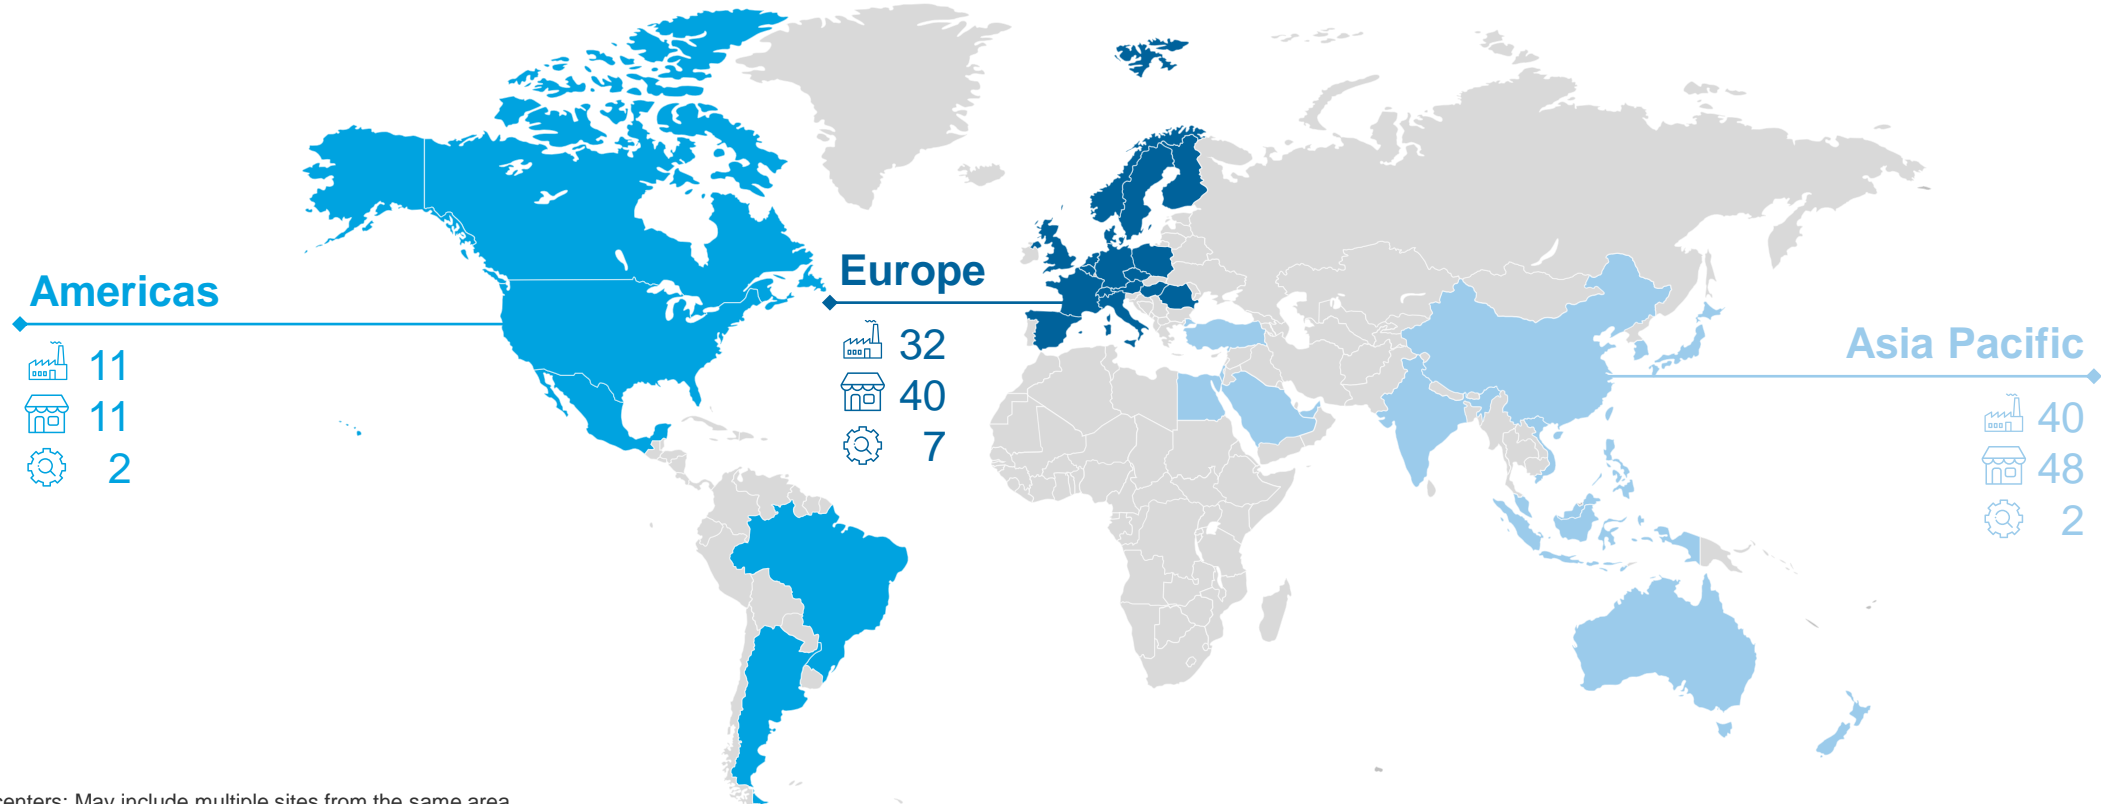 Americas
11
11
2
Europe
32
40
7
Asia Pacific
40
48
2
centers: May include multiple sites from the same area